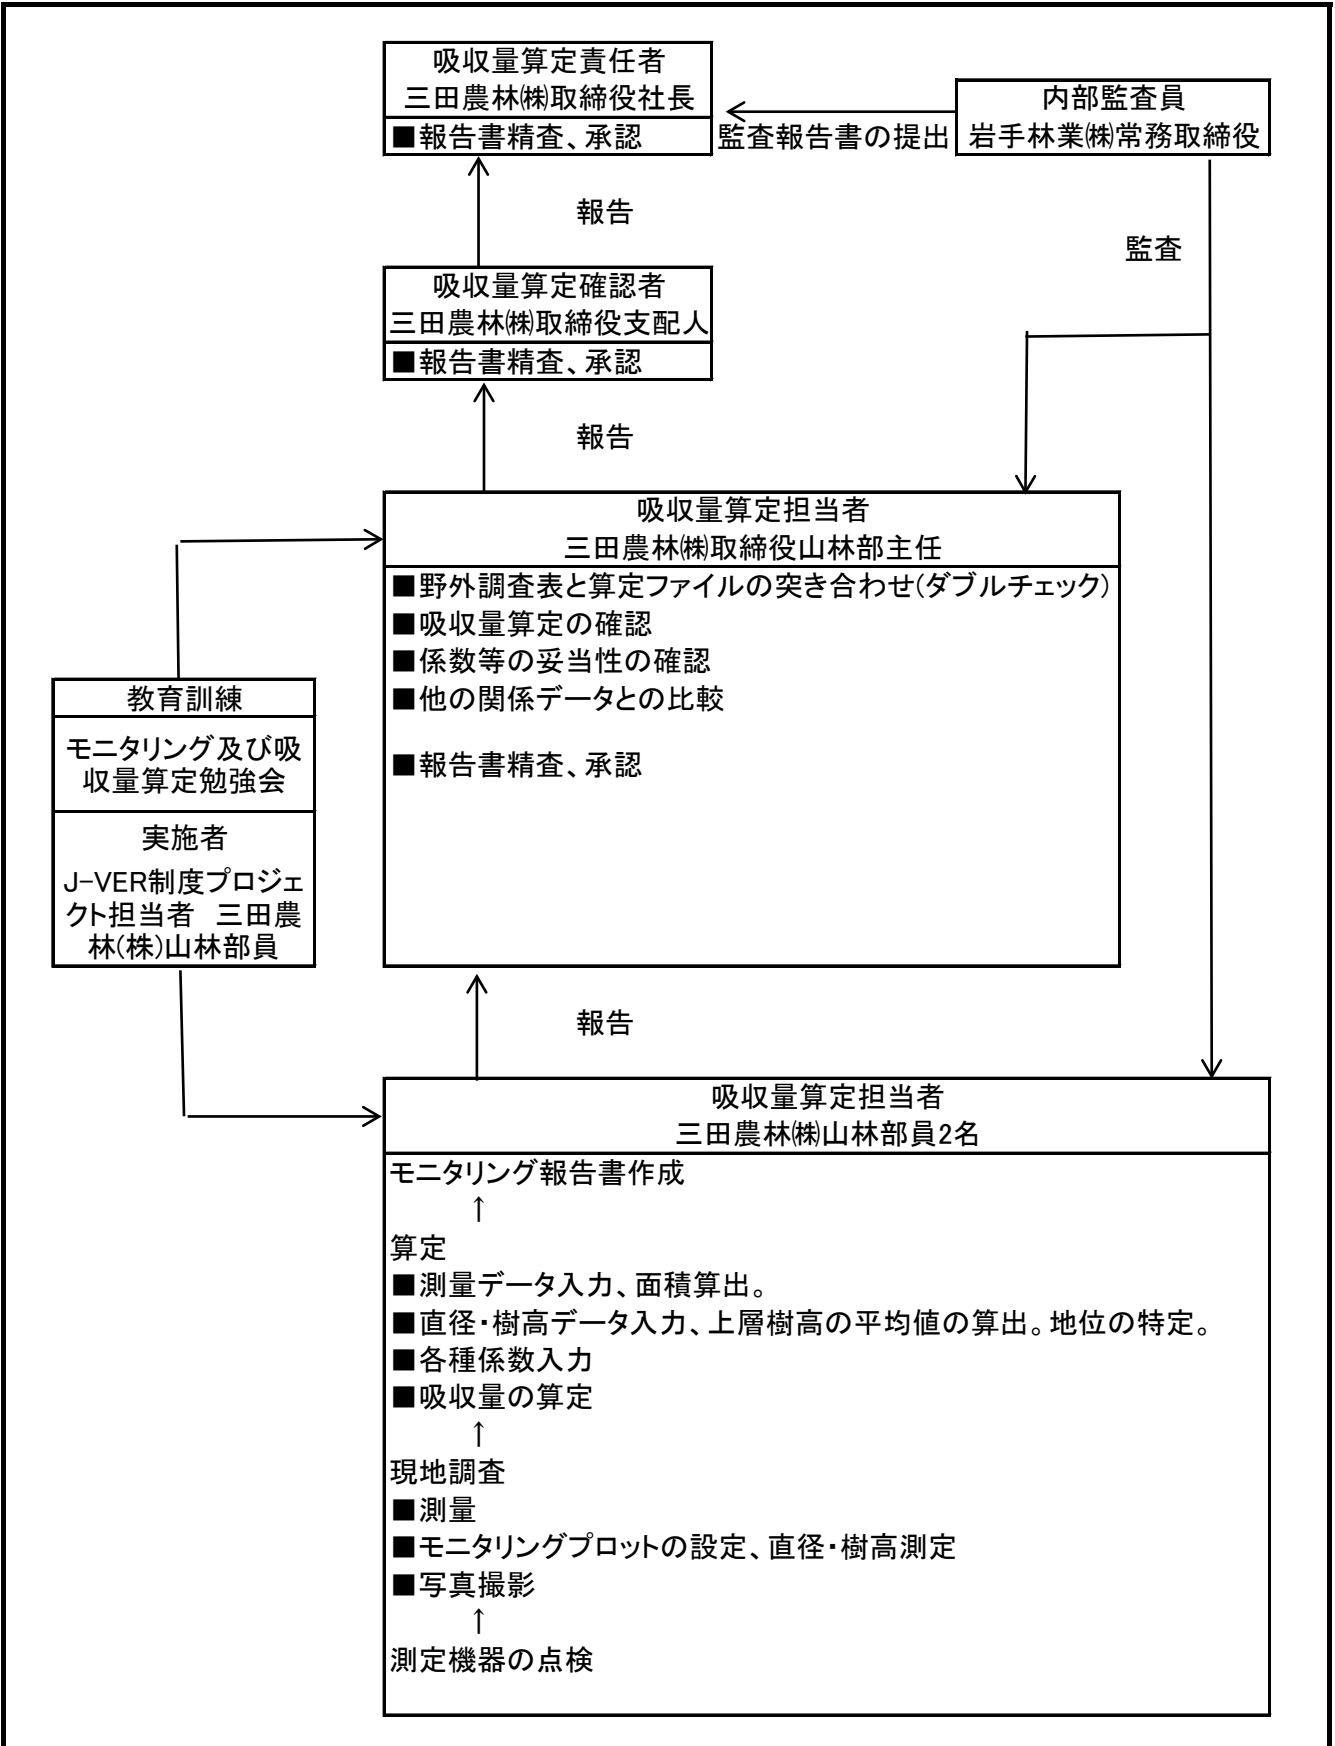 吸収量算定責任者
三田農林㈱取締役社長
■報告書精査、承認
監査報告書の提出
内部監査員
岩手林業㈱常務取締役
報告
監査
吸収量算定確認者
三田農林㈱取締役支配人
■報告書精査、承認
報告
吸収量算定担当者
三田農林㈱取締役山林部主任
■野外調査表と算定ファイルの突き合わせ(ダブルチェック)
■吸収量算定の確認
■係数等の妥当性の確認
■他の関係データとの比較
■報告書精査、承認
教育訓練
モニタリング及び吸
収量算定勉強会
実施者
J-VER制度プロジェ
クト担当者　三田農
林(株)山林部員
報告
吸収量算定担当者
三田農林㈱山林部員2名
モニタリング報告書作成
↑
算定
■測量データ入力、面積算出。
■直径・樹高データ入力、上層樹高の平均値の算出。地位の特定。
■各種係数入力
■吸収量の算定
↑
現地調査
■測量
■モニタリングプロットの設定、直径・樹高測定
■写真撮影
↑
測定機器の点検